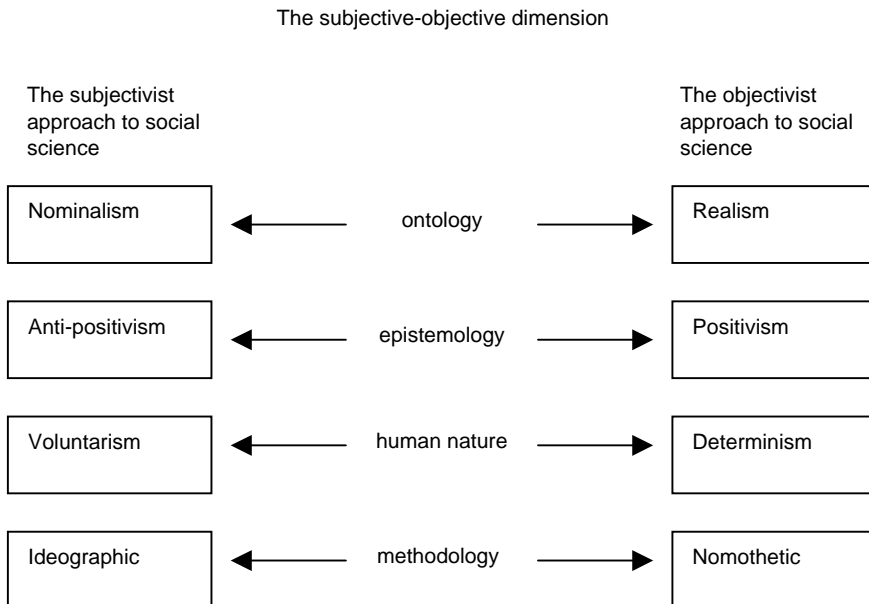 The subjective-objective dimension
The subjectivist
approach to social
science
The objectivist
approach to social
science
Nominalism
ontology
Realism
Anti-positivism
epistemology
Positivism
Voluntarism
human nature
Determinism
Ideographic
methodology
Nomothetic